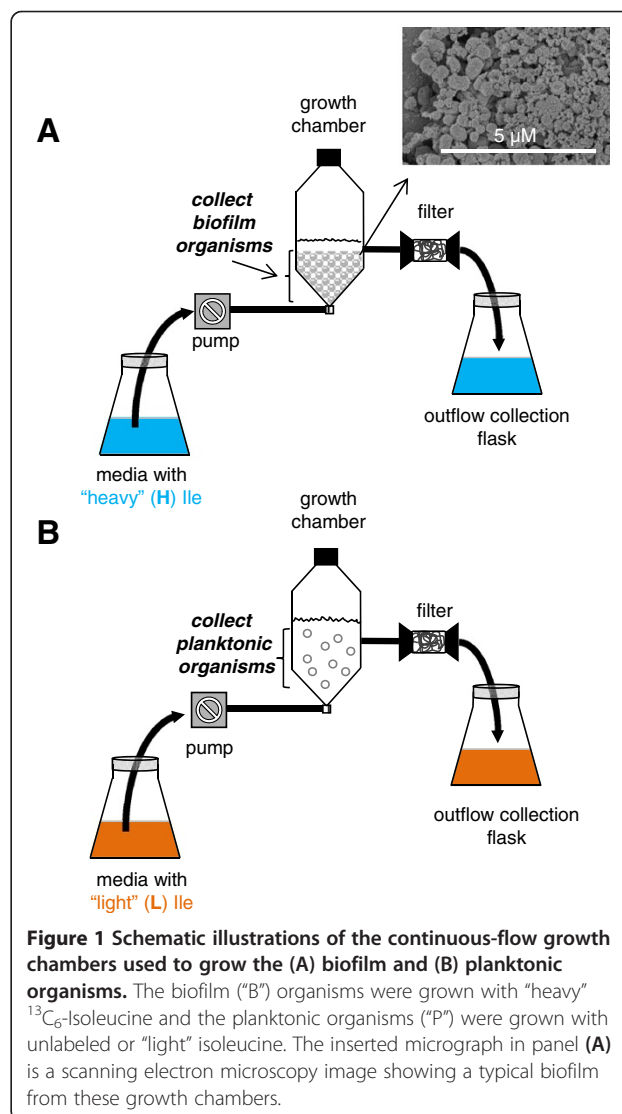 A
growth
chamber
5 µM
collect
biofilm
organisms
filter
pump
outflow collection
flask
media with
“heavy” (H) Ile
B
growth
chamber
collect
planktonic
organisms
filter
pump
outflow collection
flask
media with
“light” (L) Ile
Figure 1 Schematic illustrations of the continuous-flow growth
chambers used to grow the (A) biofilm and (B) planktonic
organisms. The biofilm (“B”) organisms were grown with “heavy”
¹³C₆-Isoleucine and the planktonic organisms (“P”) were grown with
unlabeled or “light” isoleucine. The inserted micrograph in panel (A)
is a scanning electron microscopy image showing a typical biofilm
from these growth chambers.